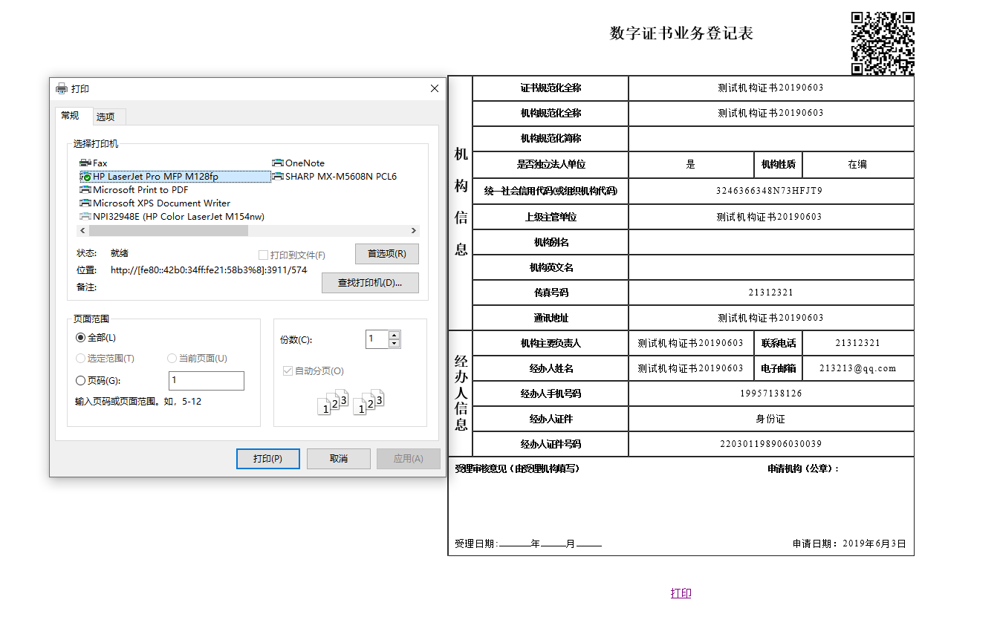 数字证书业务登记表
打印
常规 选项
选择打印机
Fax OneNote
HP LaserJet Pro MFP M128fp SHARP MX-M5608N PCL6
Microsoft Print to PDF
Microsoft XPS Document Writer
NPI32948E (HP Color LaserJet M154nw)
状态: 就绪 打印到文件(F) 首选项(R)
位置: http://[fe80::42b0:34ff:fe21:58b3%8]:3911/574
备注: 查找打印机(D)...
页面范围
全部(L)
选定范围(T) 当前页面(U)
页码(G): 1
输入页码或页面范围。如，5-12
份数(C): 1
自动分页(O)
1 2 3 1 2 3
打印(P) 取消 应用(A)
机构信息
证书规范化全称 测试机构证书20190603
机构规范化全称 测试机构证书20190603
机构规范化简称
是否独立法人单位 是 机构性质 在编
统一社会信用代码(或组织机构代码) 3246366348N73HFJT9
上级主管单位 测试机构证书20190603
机构别名
机构英文名
传真号码 21312321
通讯地址 测试机构证书20190603
经办人信息
机构主要负责人 测试机构证书20190603 联系电话 21312321
经办人姓名 测试机构证书20190603 电子邮箱 213213@qq.com
经办人手机号码 19957138126
经办人证件 身份证
经办人证件号码 220301198906030039
受理审核意见（由受理机构填写） 申请机构（公章）:
受理日期:_____年_____月_____ 申请日期: 2019年6月3日
打印